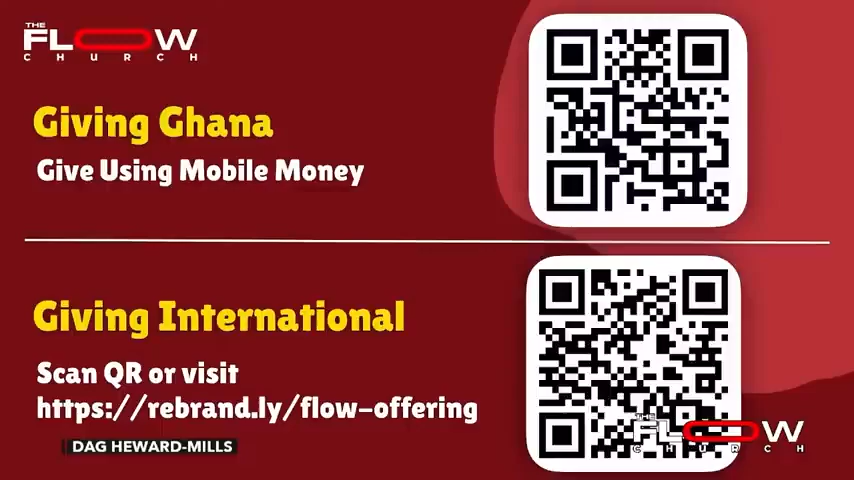 THE
FLOW
CHURCH
Giving Ghana
Give Using Mobile Money
Giving International
Scan QR or visit
https://rebrand.ly/flow-offering
DAG HEWARD-MILLS
THE
FLOW
CHURCH